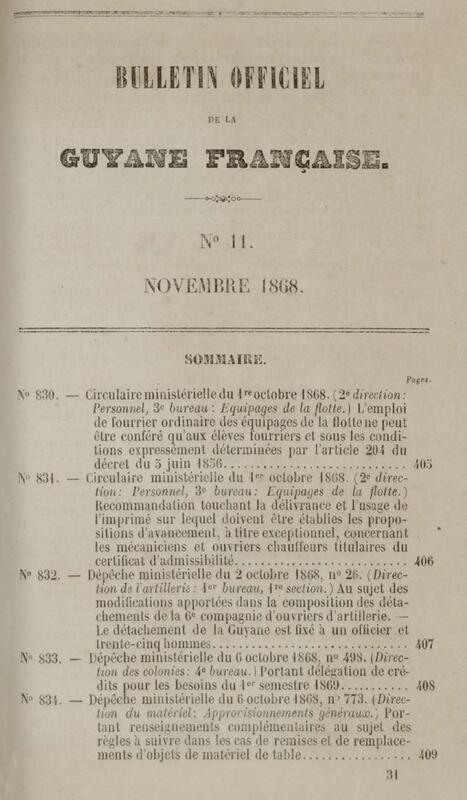 BULLETIN OFFICIEL
DE LA
GUYANE FRANÇAISE.
Nº 11.
NOVEMBRE 1868.
SOMMAIRE.
Pages.
Nº 830. — Circulaire ministérielle du 1re octobre 1868. (2e direction:
Personnel, 3e bureau: Equipages de la flotte.) L'emploi
de fourrier ordinaire des équipages de la flotte ne peut
être conféré qu'aux élèves fourriers et sous les condi-
tions expressément déterminées par l'article 204 du
décret du 5 juin 1856........................ 405
Nº 831. — Circulaire ministérielle du 1er octobre 1868. (2e direc-
tion: Personnel, 3e bureau: Equipages de la flotte.)
Recommandation touchant la délivrance et l'usage de
l'imprimé sur lequel doivent être établies les propo-
sitions d'avancement, à titre exceptionnel, concernant
les mécaniciens et ouvriers chauffeurs titulaires du
certificat d'admissibilité........................ 406
Nº 832. — Dépêche ministérielle du 2 octobre 1868, nº 26. (Direc-
tion de l'artillerie: 1er bureau, 1re section.) Au sujet des
modifications apportées dans la composition des déta-
chements de la 6e compagnie d'ouvriers d'artillerie. —
Le détachement de la Guyane est fixé à un officier et
trente-cinq hommes........................ 407
Nº 833. — Dépêche ministérielle du 6 octobre 1868, nº 498. (Direc-
tion des colonies: 4e bureau.) Portant délégation de cré-
dits pour les besoins du 1er semestre 1869........... 408
Nº 834. — Dépêche ministérielle du 6 octobre 1868, nº 773. (Direc-
tion du matériel: Approvisionnements généraux.) Por-
tant renseignements complémentaires au sujet des
règles à suivre dans les cas de remises et de remplace-
ments d'objets de matériel de table................. 409
31